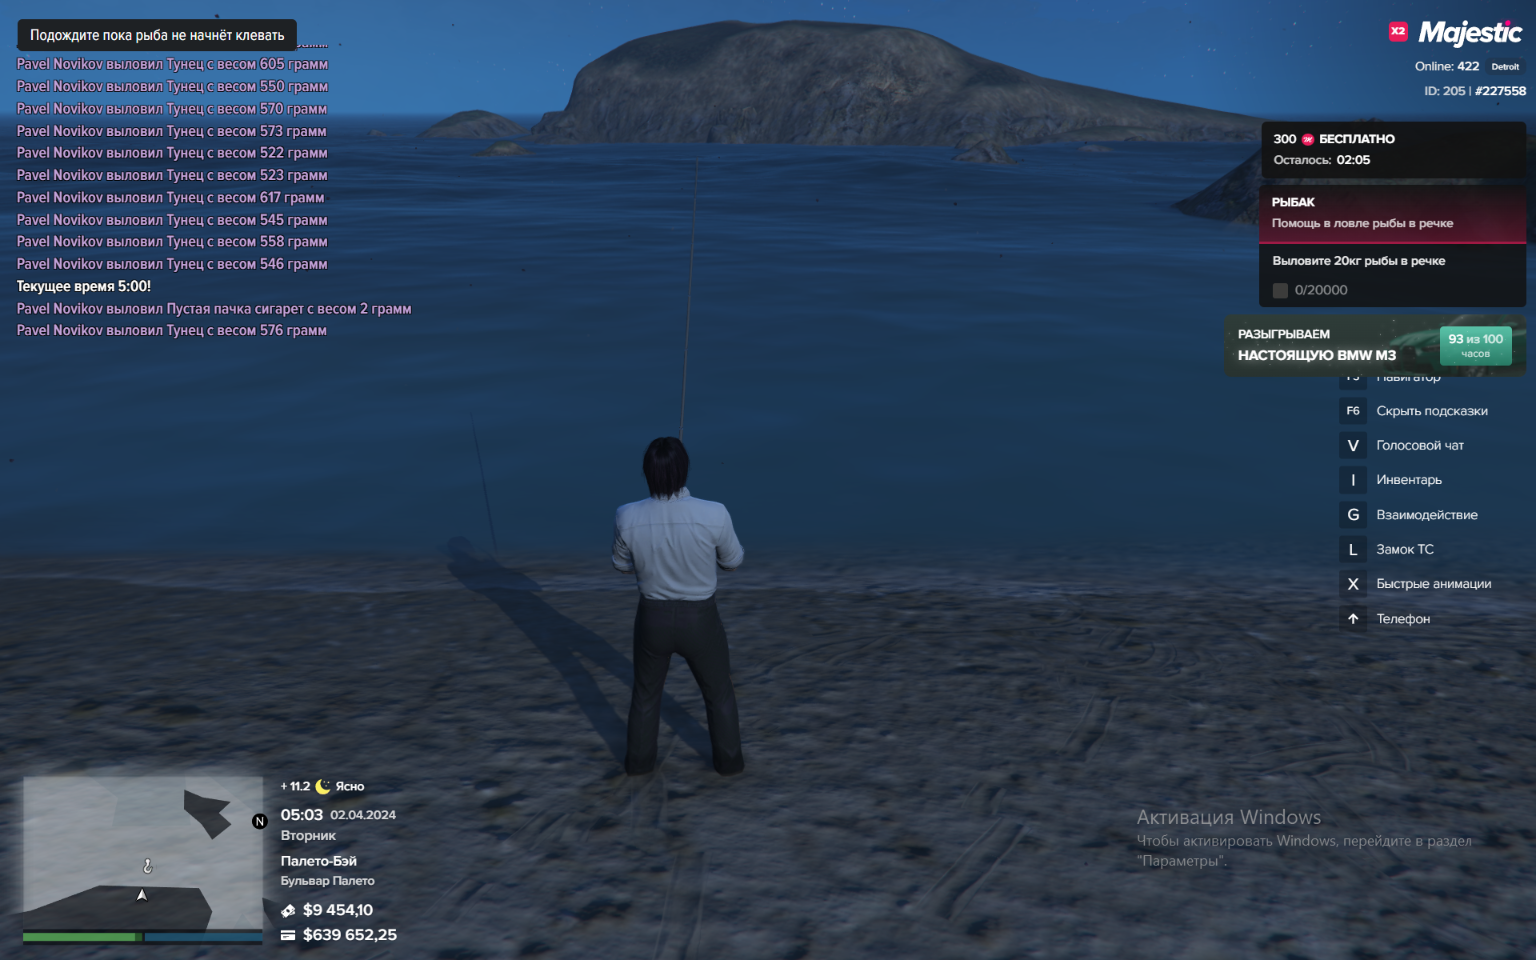 Подождите пока рыба не начнёт клевать
Pavel Novikov выловил Тунец с весом 605 грамм
Pavel Novikov выловил Тунец с весом 550 грамм
Pavel Novikov выловил Тунец с весом 570 грамм
Pavel Novikov выловил Тунец с весом 573 грамм
Pavel Novikov выловил Тунец с весом 522 грамм
Pavel Novikov выловил Тунец с весом 523 грамм
Pavel Novikov выловил Тунец с весом 617 грамм
Pavel Novikov выловил Тунец с весом 545 грамм
Pavel Novikov выловил Тунец с весом 558 грамм
Pavel Novikov выловил Тунец с весом 546 грамм
Текущее время 5:00!
Pavel Novikov выловил Пустая пачка сигарет с весом 2 грамм
Pavel Novikov выловил Тунец с весом 576 грамм
X2 Majestic
Online: 422 Detroit
ID: 205 | #227558
300 БЕСПЛАТНО
Осталось: 02:05
РЫБАК
Помощь в ловле рыбы в речке
Выловите 20кг рыбы в речке
0/20000
РАЗЫГРЫВАЕМ
НАСТОЯЩУЮ BMW M3
93 из 100
часов
Навигатор
F6 Скрыть подсказки
V Голосовой чат
I Инвентарь
G Взаимодействие
L Замок ТС
X Быстрые анимации
Телефон
N
+ 11.2 Ясно
05:03 02.04.2024
Вторник
Палето-Бэй
Бульвар Палето
$9 454,10
$639 652,25
Активация Windows
Чтобы активировать Windows, перейдите в раздел
"Параметры".